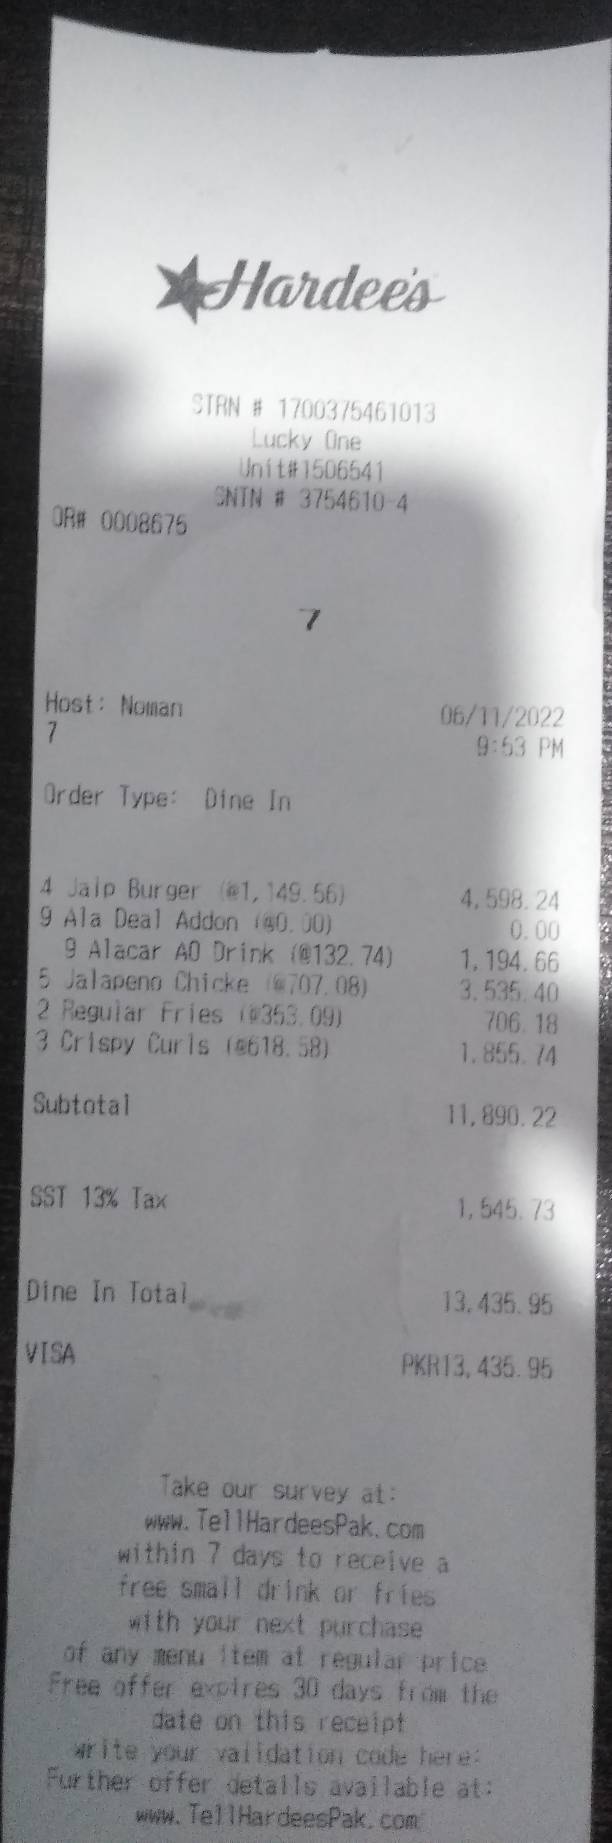 Hardee's
STRN # 1700375461013
Lucky One
Unit#1506541
SNTN # 3754610-4
OR# 0008675
7
Host: Noman 06/11/2022
7 9:53 PM
Order Type: Dine In
4 Jalp Burger (@1,149.56) 4,598.24
9 Ala Deal Addon (@0.00) 0.00
9 Alacar AO Drink (@132.74) 1,194.66
5 Jalapeno Chicke (@707.08) 3,535.40
2 Regular Fries (@353.09) 706.18
3 Crispy Curls (@618.58) 1,855.74
Subtotal 11,890.22
SST 13% Tax 1,545.73
Dine In Total 13,435.95
VISA PKR13,435.95
Take our survey at:
www.TellHardeesPak.com
within 7 days to receive a
free small drink or fries
with your next purchase
of any menu item at regular price
Free offer expires 30 days from the
date on this receipt
write your validation code here:
Further offer details available at:
www.TellHardeesPak.com